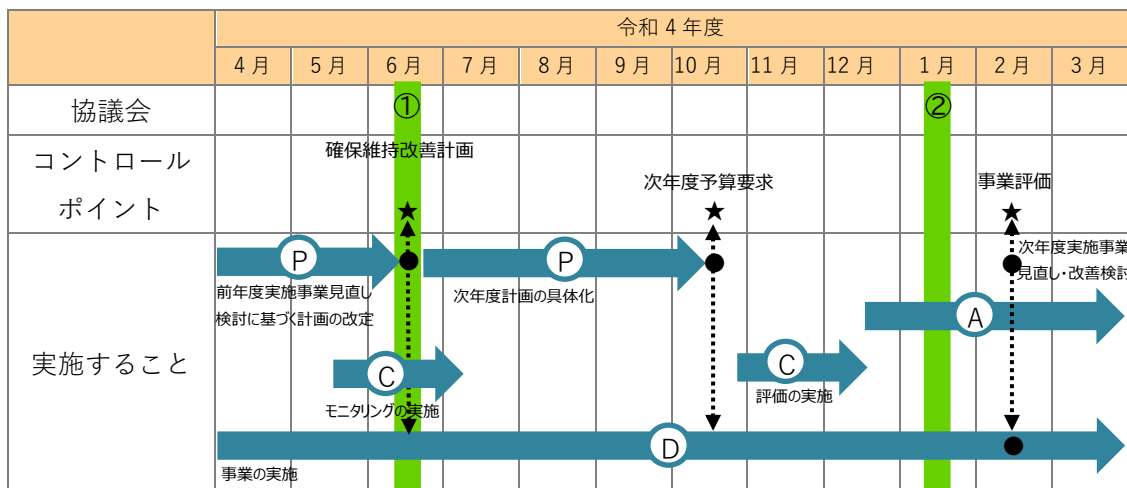 令和４年度
４月
５月
６月
７月
８月
９月
10月
11月
12月
１月
２月
３月
協議会
①
②
コントロール
ポイント
確保維持改善計画
★
次年度予算要求
★
事業評価
★
実施すること
P
前年度実施事業見直し
検討に基づく計画の改定
P
次年度計画の具体化
次年度実施事業
見直し・改善検討
A
C
モニタリングの実施
C
評価の実施
D
事業の実施